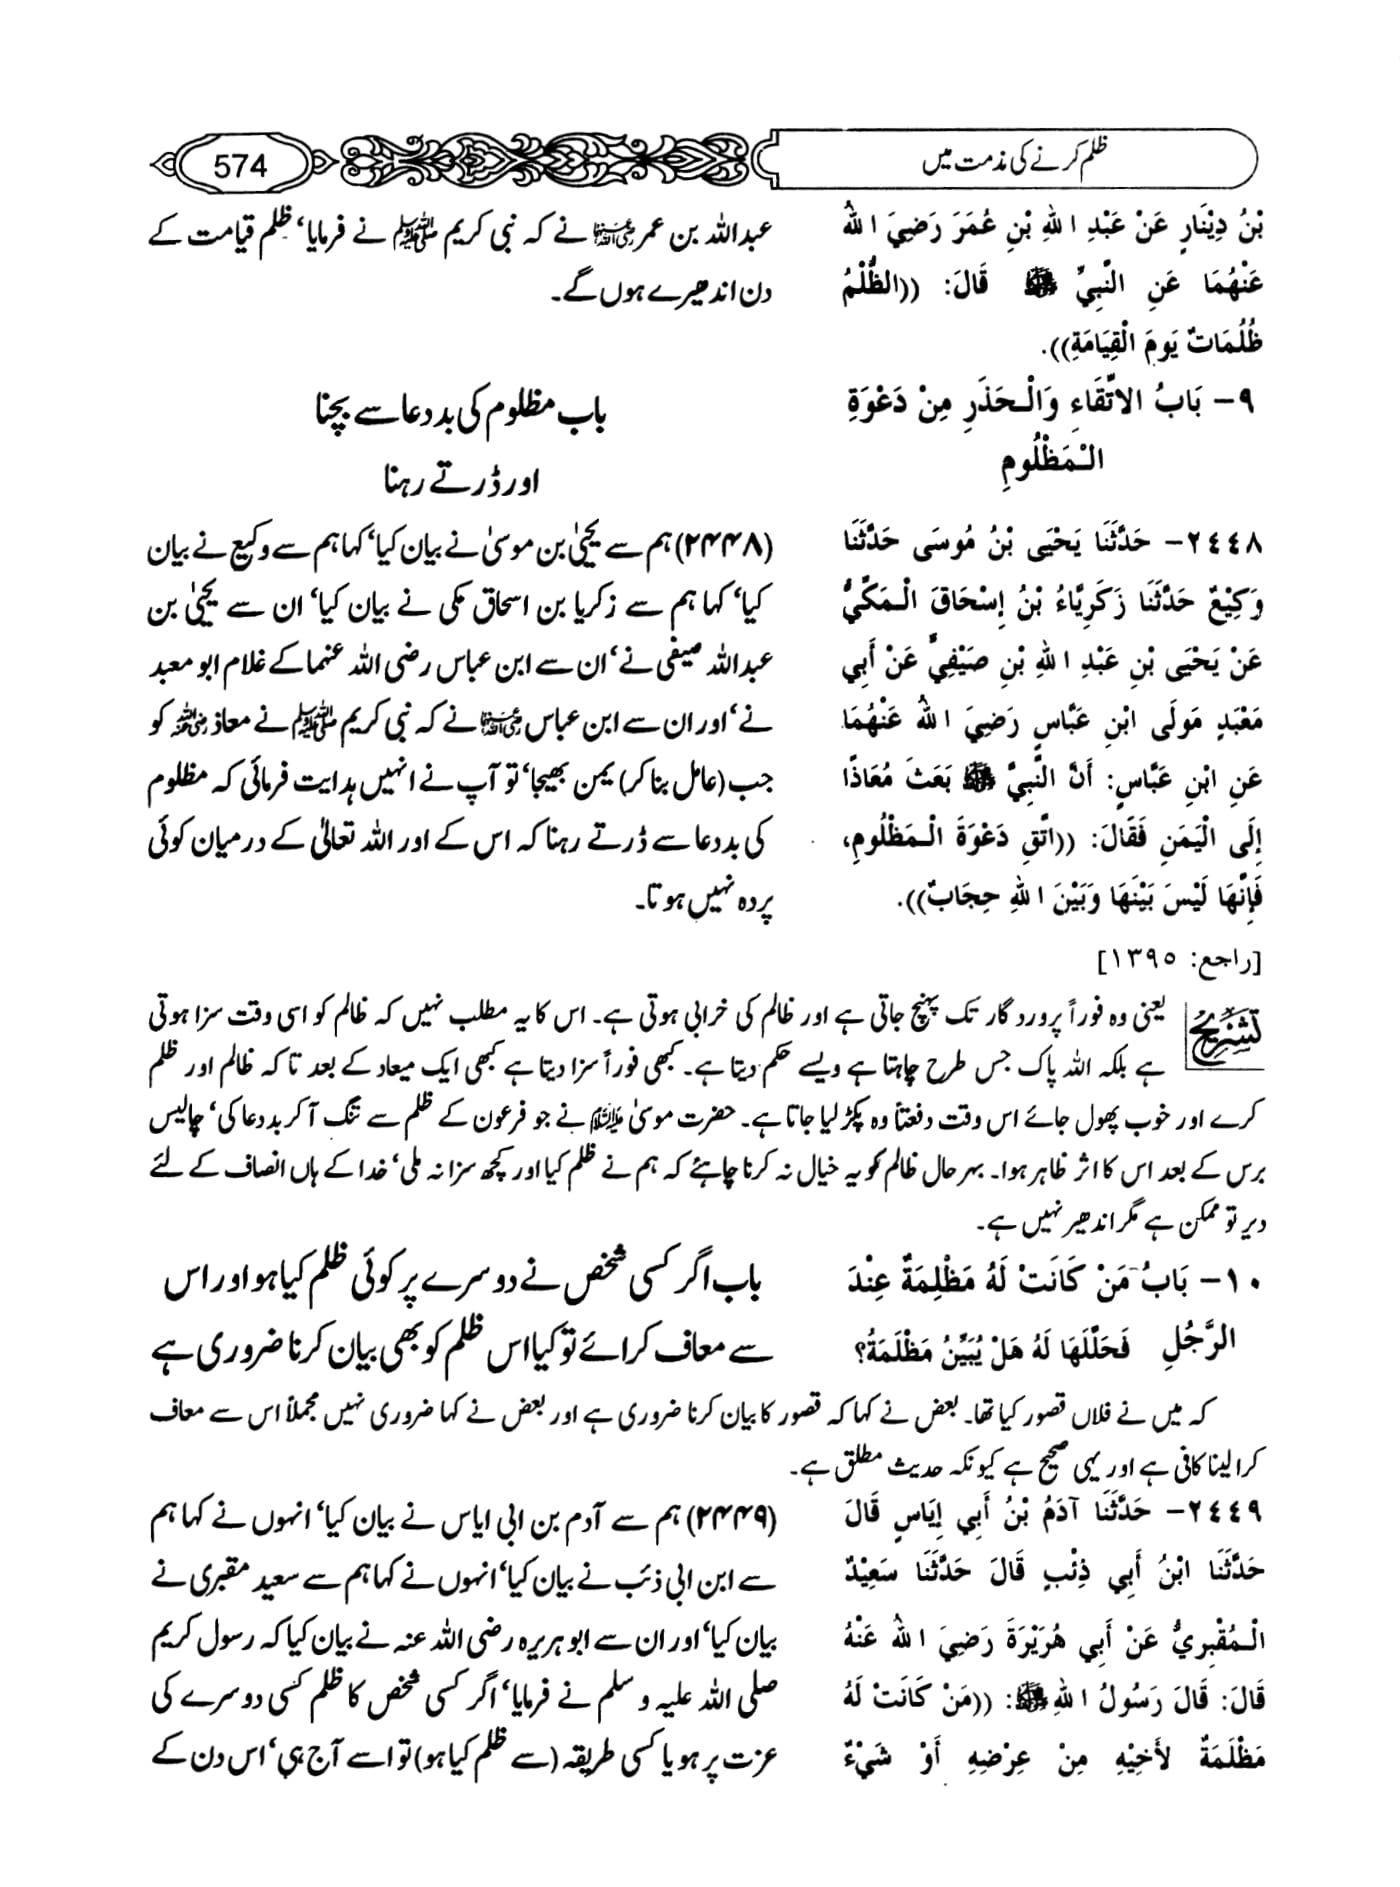 ظلم کرنے کی مذمت میں
574
بْنُ دِيْنَارٍ عَنْ عَبْدِ اللهِ بْنِ عُمَرَ رَضِيَ اللهُ
عَنْهُمَا عَنِ النَّبِيِّ ﷺ قَالَ: ((الظُّلْمُ
ظُلُمَاتٌ يَومَ الْقِيَامَةِ)).
عبداللہ بن عمر رضی اللہ عنہما نے کہ نبی کریم ﷺ نے فرمایا‘ ظلم قیامت کے
دن اندھیرے ہوں گے۔
٩- بَابُ الاتِّقَاءِ وَالْحَذَرِ مِنْ دَعْوَةِ
الْمَظْلُومِ
باب مظلوم کی بددعا سے بچنا
اور ڈرتے رہنا
٢٤٤٨- حَدَّثَنَا يَحْيَى بْنُ مُوسَى حَدَّثَنَا
وَكِيْعٌ حَدَّثَنَا زَكَرِيَّاءُ بْنُ إِسْحَاقَ الْمَكِّيُّ
عَنْ يَحْيَى بْنِ عَبْدِ اللهِ بْنِ صَيْفِيٍّ عَنْ أَبِي
مَعْبَدٍ مَولَى ابْنِ عَبَّاسٍ رَضِيَ اللهُ عَنْهُمَا
عَنِ ابْنِ عَبَّاسٍ: أَنَّ النَّبِيَّ ﷺ بَعَثَ مُعَاذًا
إِلَى الْيَمَنِ فَقَالَ: ((اتَّقِ دَعْوَةَ الْمَظْلُومِ،
فَإِنَّهَا لَيْسَ بَيْنَهَا وَبَيْنَ اللهِ حِجَابٌ)).
[راجع: ١٣٩٥]
(۲۴۴۸) ہم سے یحییٰ بن موسیٰ نے بیان کیا‘ کہا ہم سے وکیع نے بیان
کیا‘ کہا ہم سے زکریا بن اسحاق مکی نے بیان کیا‘ ان سے یحییٰ بن
عبداللہ صیفی نے‘ ان سے ابن عباس رضی اللہ عنہما کے غلام ابو معبد
نے‘ اور ان سے ابن عباس رضی اللہ عنہما نے کہ نبی کریم ﷺ نے معاذ رضی اللہ عنہ کو
جب (عامل بنا کر) یمن بھیجا‘ تو آپ نے انہیں ہدایت فرمائی کہ مظلوم
کی بددعا سے ڈرتے رہنا کہ اس کے اور اللہ تعالیٰ کے درمیان کوئی
پردہ نہیں ہوتا۔
تشریح
یعنی وہ فوراً پروردگار تک پہنچ جاتی ہے اور ظالم کی خرابی ہوتی ہے۔ اس کا یہ مطلب نہیں کہ ظالم کو اسی وقت سزا ہوتی
ہے بلکہ اللہ پاک جس طرح چاہتا ہے ویسے حکم دیتا ہے۔ کبھی فوراً سزا دیتا ہے کبھی ایک میعاد کے بعد تاکہ ظالم اور ظلم
کرے اور خوب پھول جائے اس وقت دفعتاً وہ پکڑ لیا جاتا ہے۔ حضرت موسیٰ علیہ السلام نے جو فرعون کے ظلم سے تنگ آکر بددعا کی‘ چالیس
برس کے بعد اس کا اثر ظاہر ہوا۔ بہر حال ظالم کو یہ خیال نہ کرنا چاہئے کہ ہم نے ظلم کیا اور کچھ سزا نہ ملی‘ خدا کے ہاں انصاف کے لئے
دیر تو ممکن ہے مگر اندھیر نہیں ہے۔
١٠- بَابُ مَنْ كَانَتْ لَهُ مَظْلِمَةٌ عِنْدَ
الرَّجُلِ فَحَلَّلَهَا لَهُ هَلْ يُبَيِّنُ مَظْلَمَةُ؟
باب اگر کسی شخص نے دوسرے پر کوئی ظلم کیا ہو اور اس
سے معاف کرائے تو کیا اس ظلم کو بھی بیان کرنا ضروری ہے
کہ میں نے فلاں قصور کیا تھا۔ بعض نے کہا کہ قصور کا بیان کرنا ضروری ہے اور بعض نے کہا ضروری نہیں مجملاً اس سے معاف
کرا لینا کافی ہے اور یہی صحیح ہے کیونکہ حدیث مطلق ہے۔
٢٤٤٩- حَدَّثَنَا آدَمُ بْنُ أَبِي إِيَاسٍ قَالَ
حَدَّثَنَا ابْنُ أَبِي ذِئْبٍ قَالَ حَدَّثَنَا سَعِيْدٌ
الْمُقْبِرِيُّ عَنْ أَبِي هُرَيْرَةَ رَضِيَ اللهُ عَنْهُ
قَالَ: قَالَ رَسُولُ اللهِ ﷺ: ((مَنْ كَانَتْ لَهُ
مَظْلَمَةٌ لأَخِيْهِ مِنْ عِرْضِهِ أَوْ شَيْءٌ
(۲۴۴۹) ہم سے آدم بن ابی ایاس نے بیان کیا‘ انہوں نے کہا ہم
سے ابن ابی ذئب نے بیان کیا‘ انہوں نے کہا ہم سے سعید مقبری نے
بیان کیا‘ اور ان سے ابو ہریرہ رضی اللہ عنہ نے بیان کیا کہ رسول کریم
صلی اللہ علیہ وسلم نے فرمایا‘ اگر کسی شخص کا ظلم کسی دوسرے کی
عزت پر ہو یا کسی طریقہ (سے ظلم کیا ہو) تو اسے آج ہی‘ اس دن کے